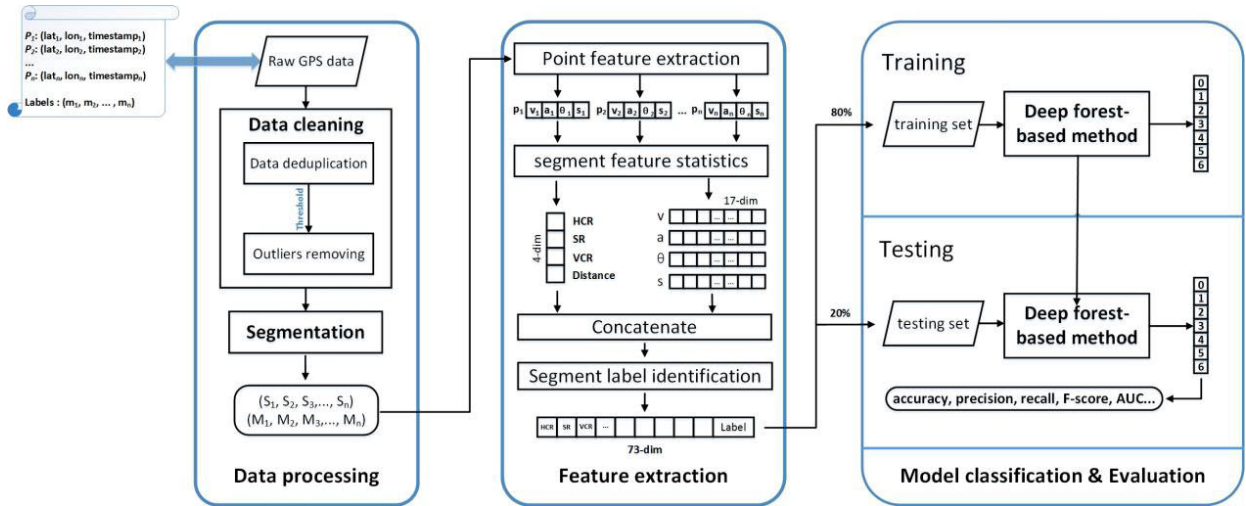 P₁: (lat₁, lon₁, timestamp₁)
P₂: (lat₂, lon₂, timestamp₂)
...
Pₙ: (latₙ, lonₙ, timestampₙ)
Labels : (m₁, m₂, ... , mₙ)
Raw GPS data
Data cleaning
Data deduplication
Threshold
Outliers removing
Segmentation
(S₁, S₂, S₃,..., Sₙ)
(M₁, M₂, M₃,..., Mₙ)
Data processing
Point feature extraction
p₁ v₁ a₁ θ₁ s₁ p₂ v₂ a₂ θ₂ s₂ ... pₙ vₙ aₙ θₙ sₙ
segment feature statistics
4-dim
HCR
SR
VCR
Distance
17-dim
v ... ...
a ... ...
θ ... ...
s ... ...
Concatenate
Segment label identification
HCR SR VCR ... Label
73-dim
Feature extraction
80%
20%
Training
training set
Deep forest-
based method
0
1
2
3
4
5
6
Testing
testing set
Deep forest-
based method
0
1
2
3
4
5
6
accuracy, precision, recall, F-score, AUC...
Model classification & Evaluation